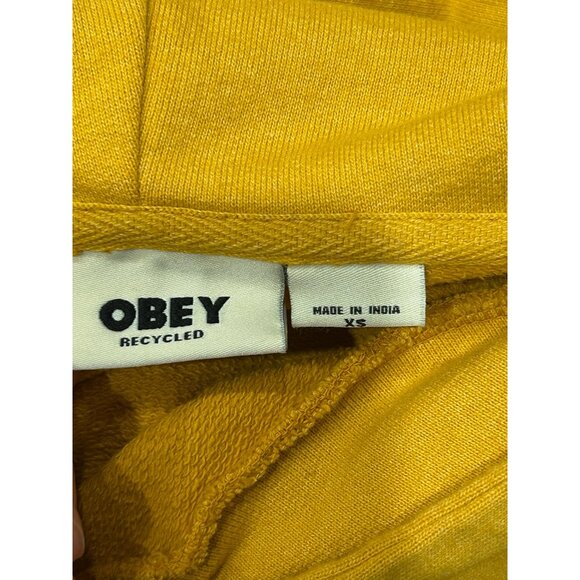 OBEY
RECYCLED
MADE IN INDIA
XS